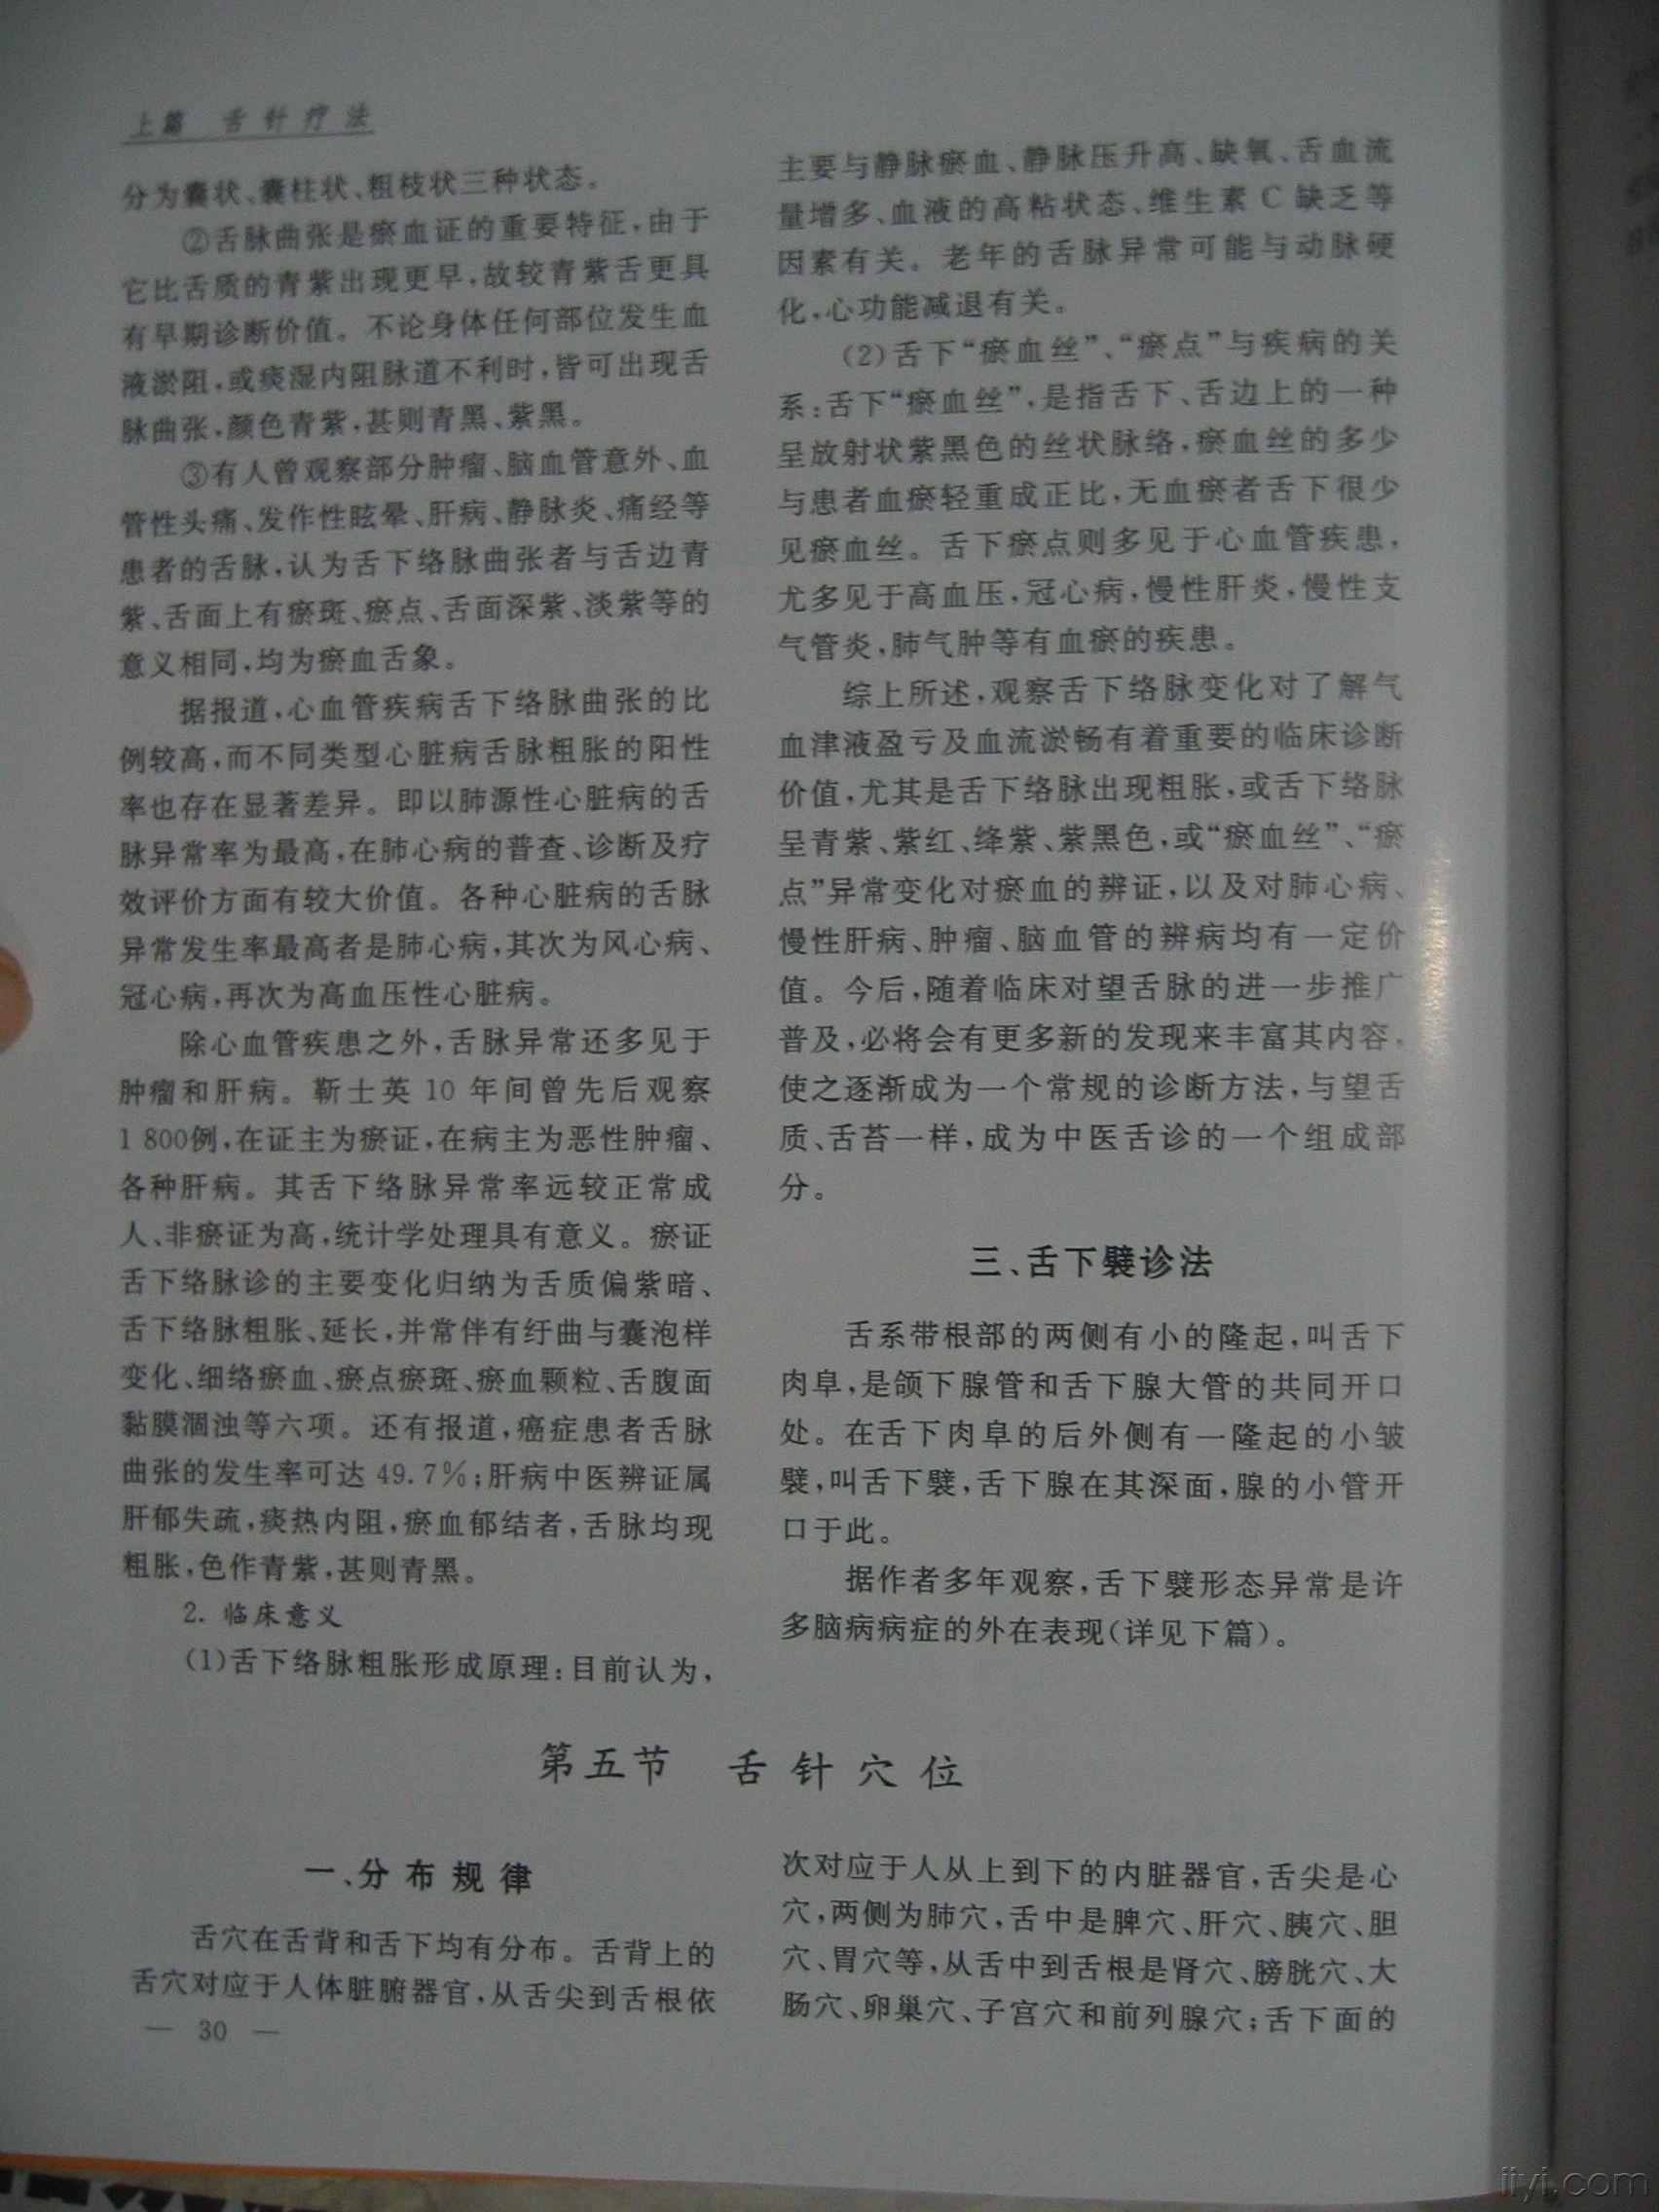 上篇 舌针疗法
分为囊状、囊柱状、粗枝状三种状态。
②舌脉曲张是瘀血证的重要特征,由于
它比舌质的青紫出现更早,故较青紫舌更具
有早期诊断价值。不论身体任何部位发生血
液淤阻,或痰湿内阻脉道不利时,皆可出现舌
脉曲张,颜色青紫,甚则青黑、紫黑。
③有人曾观察部分肿瘤、脑血管意外、血
管性头痛、发作性眩晕、肝病、静脉炎、痛经等
患者的舌脉,认为舌下络脉曲张者与舌边青
紫、舌面上有瘀斑、瘀点、舌面深紫、淡紫等的
意义相同,均为瘀血舌象。
据报道,心血管疾病舌下络脉曲张的比
例较高,而不同类型心脏病舌脉粗胀的阳性
率也存在显著差异。即以肺源性心脏病的舌
脉异常率为最高,在肺心病的普查、诊断及疗
效评价方面有较大价值。各种心脏病的舌脉
异常发生率最高者是肺心病,其次为风心病、
冠心病,再次为高血压性心脏病。
除心血管疾患之外,舌脉异常还多见于
肿瘤和肝病。靳士英 10 年间曾先后观察
1 800例,在证主为瘀证,在病主为恶性肿瘤、
各种肝病。其舌下络脉异常率远较正常成
人、非瘀证为高,统计学处理具有意义。瘀证
舌下络脉诊的主要变化归纳为舌质偏紫暗、
舌下络脉粗胀、延长,并常伴有纡曲与囊泡样
变化、细络瘀血、瘀点瘀斑、瘀血颗粒、舌腹面
黏膜涸浊等六项。还有报道,癌症患者舌脉
曲张的发生率可达 49.7%;肝病中医辨证属
肝郁失疏,痰热内阻,瘀血郁结者,舌脉均现
粗胀,色作青紫,甚则青黑。
2. 临床意义
(1)舌下络脉粗胀形成原理:目前认为,
主要与静脉瘀血、静脉压升高、缺氧、舌血流
量增多、血液的高粘状态、维生素 C 缺乏等
因素有关。老年的舌脉异常可能与动脉硬
化,心功能减退有关。
(2)舌下“瘀血丝”、“瘀点”与疾病的关
系:舌下“瘀血丝”,是指舌下、舌边上的一种
呈放射状紫黑色的丝状脉络,瘀血丝的多少
与患者血瘀轻重成正比,无血瘀者舌下很少
见瘀血丝。舌下瘀点则多见于心血管疾患,
尤多见于高血压,冠心病,慢性肝炎,慢性支
气管炎,肺气肿等有血瘀的疾患。
综上所述,观察舌下络脉变化对了解气
血津液盈亏及血流淤畅有着重要的临床诊断
价值,尤其是舌下络脉出现粗胀,或舌下络脉
呈青紫、紫红、绛紫、紫黑色,或“瘀血丝”、“瘀
点”异常变化对瘀血的辨证,以及对肺心病、
慢性肝病、肿瘤、脑血管的辨病均有一定价
值。今后,随着临床对望舌脉的进一步推广
普及,必将会有更多新的发现来丰富其内容,
使之逐渐成为一个常规的诊断方法,与望舌
质、舌苔一样,成为中医舌诊的一个组成部
分。
三、舌下襞诊法
舌系带根部的两侧有小的隆起,叫舌下
肉阜,是颌下腺管和舌下腺大管的共同开口
处。在舌下肉阜的后外侧有一隆起的小皱
襞,叫舌下襞,舌下腺在其深面,腺的小管开
口于此。
据作者多年观察,舌下襞形态异常是许
多脑病病症的外在表现(详见下篇)。
第五节 舌针穴位
一、分布规律
舌穴在舌背和舌下均有分布。舌背上的
舌穴对应于人体脏腑器官,从舌尖到舌根依
次对应于人从上到下的内脏器官,舌尖是心
穴,两侧为肺穴,舌中是脾穴、肝穴、胰穴、胆
穴、胃穴等,从舌中到舌根是肾穴、膀胱穴、大
肠穴、卵巢穴、子宫穴和前列腺穴;舌下面的
— 30 —
iiyi.com